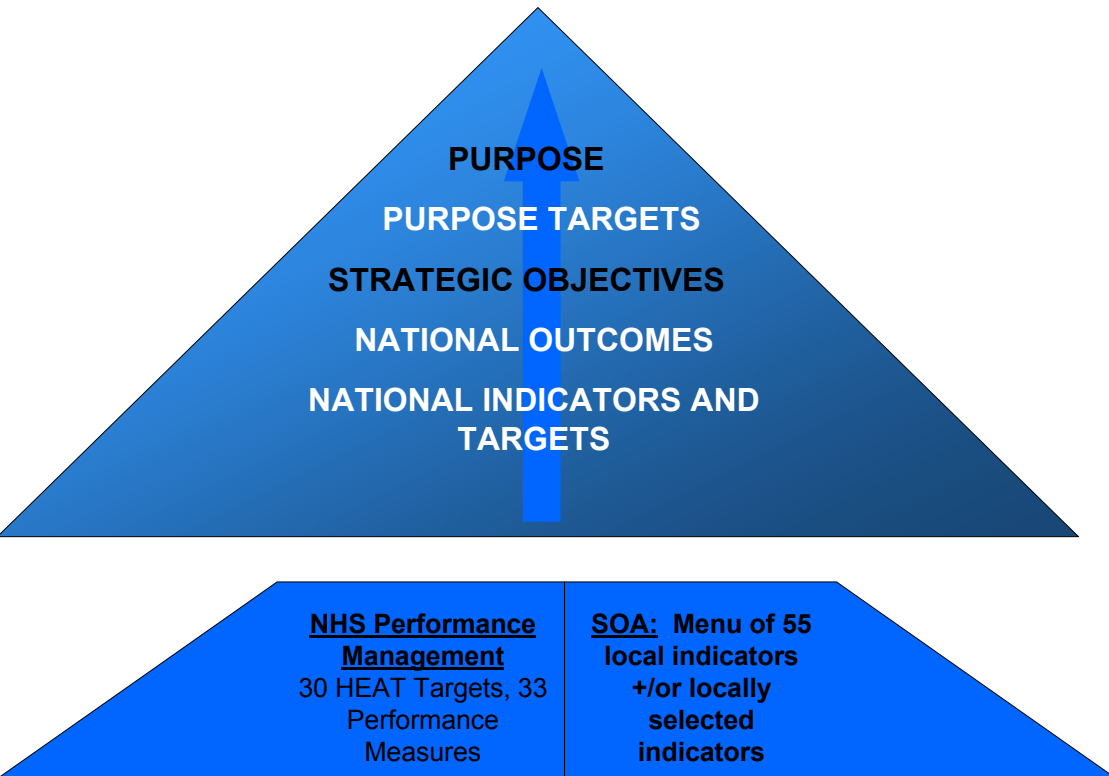 PURPOSE
PURPOSE TARGETS
STRATEGIC OBJECTIVES
NATIONAL OUTCOMES
NATIONAL INDICATORS AND
TARGETS
NHS Performance
Management
30 HEAT Targets, 33
Performance
Measures
SOA: Menu of 55
local indicators
+/or locally
selected
indicators